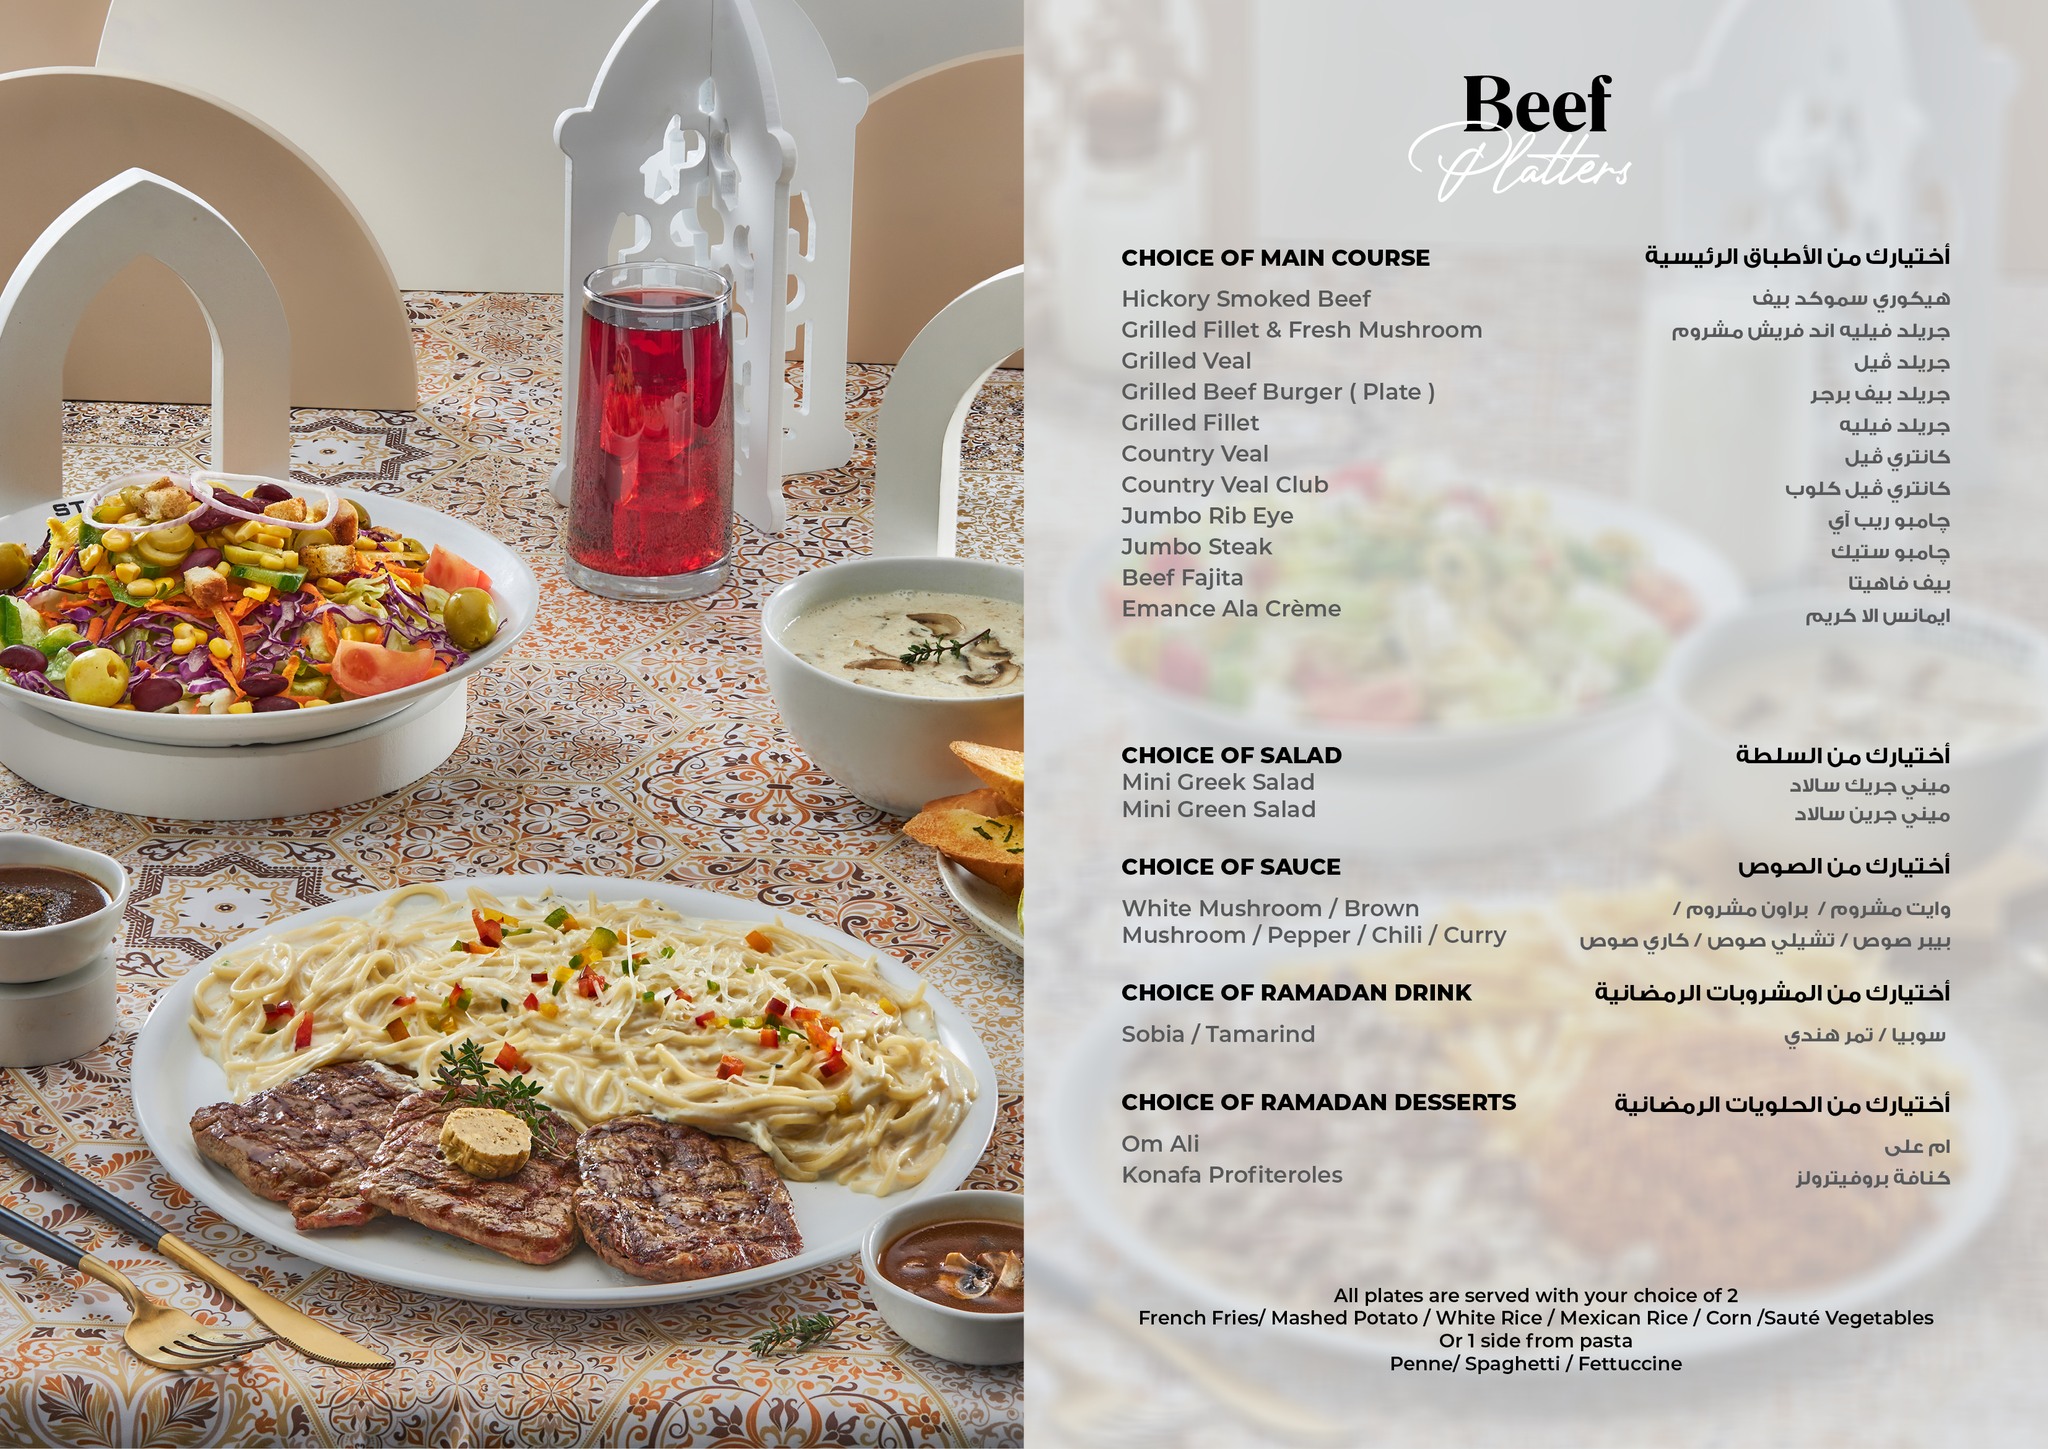 ST
Beef
Platters
CHOICE OF MAIN COURSE
أختيارك من الأطباق الرئيسية
Hickory Smoked Beef
هيكوري سموكد بيف
Grilled Fillet & Fresh Mushroom
جريلد فيليه اند فريش مشروم
Grilled Veal
جريلد ڤيل
Grilled Beef Burger ( Plate )
جريلد بيف برجر
Grilled Fillet
جريلد فيليه
Country Veal
كانتري ڤيل
Country Veal Club
كانتري ڤيل كلوب
Jumbo Rib Eye
چامبو ريب آي
Jumbo Steak
چامبو ستيك
Beef Fajita
بيف فاهيتا
Emance Ala Crème
ايمانس الا كريم
CHOICE OF SALAD
أختيارك من السلطة
Mini Greek Salad
ميني جريك سالاد
Mini Green Salad
ميني جرين سالاد
CHOICE OF SAUCE
أختيارك من الصوص
White Mushroom / Brown
وايت مشروم / براون مشروم /
Mushroom / Pepper / Chili / Curry
بيبر صوص / تشيلي صوص / كاري صوص
CHOICE OF RAMADAN DRINK
أختيارك من المشروبات الرمضانية
Sobia / Tamarind
سوبيا / تمر هندي
CHOICE OF RAMADAN DESSERTS
أختيارك من الحلويات الرمضانية
Om Ali
ام على
Konafa Profiteroles
كنافة بروفيترولز
All plates are served with your choice of 2
French Fries/ Mashed Potato / White Rice / Mexican Rice / Corn /Sauté Vegetables
Or 1 side from pasta
Penne/ Spaghetti / Fettuccine